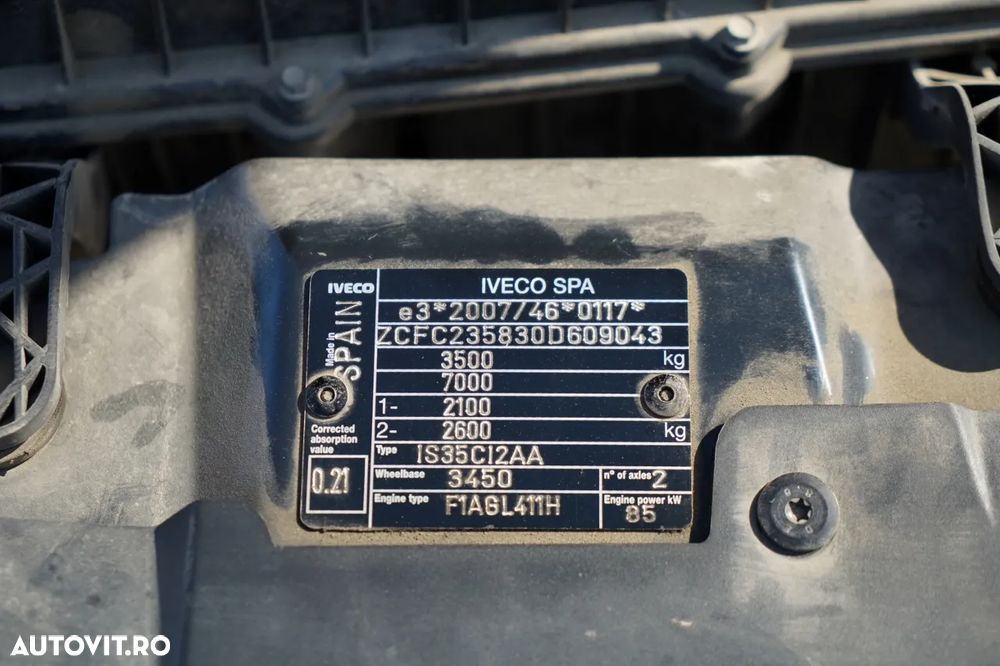 IVECO
IVECO SPA
Made in
SPAIN
e3*2007/46*0117*
ZCFC235830D609043
3500 kg
7000
1- 2100
2- 2600 kg
Corrected
absorption
value
0.21
Type IS35CI2AA
Wheelbase 3450 n° of axles 2
Engine type F1AGL411H Engine power kW
85
AUTOVIT.RO